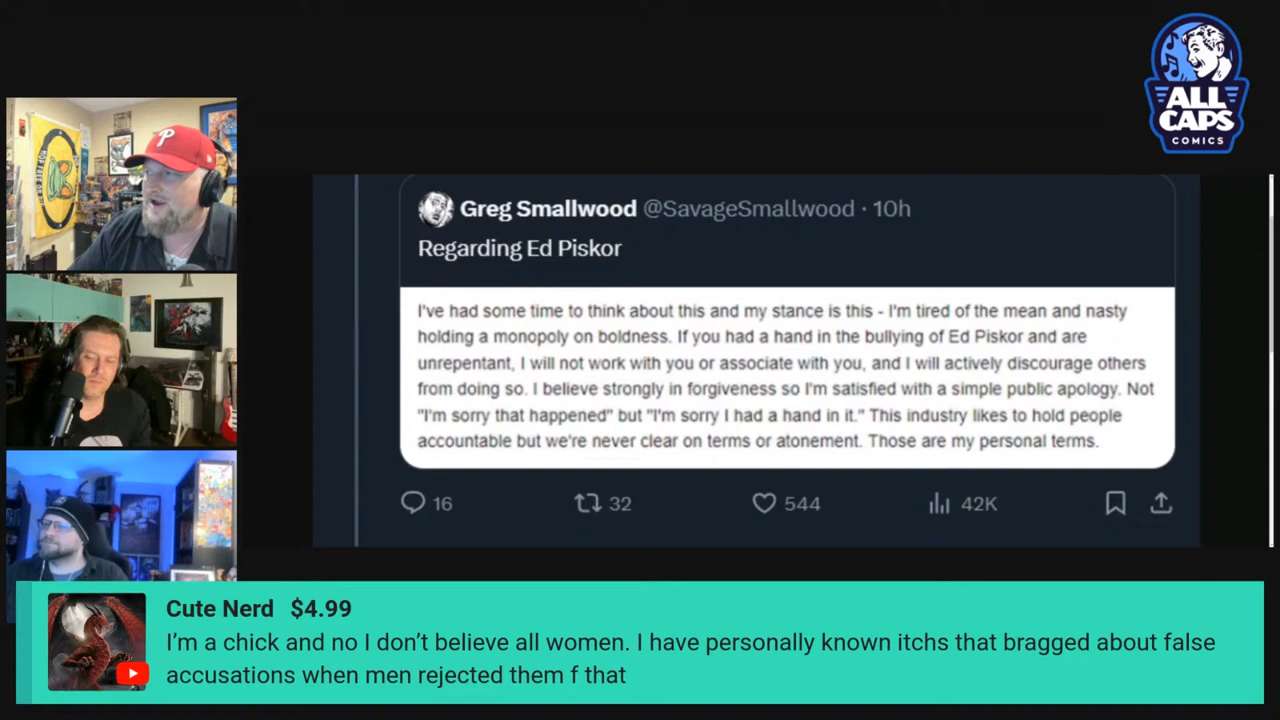 ALL
CAPS
COMICS
Greg Smallwood @SavageSmallwood · 10h
Regarding Ed Piskor
I've had some time to think about this and my stance is this - I'm tired of the mean and nasty
holding a monopoly on boldness. If you had a hand in the bullying of Ed Piskor and are
unrepentant, I will not work with you or associate with you, and I will actively discourage others
from doing so. I believe strongly in forgiveness so I'm satisfied with a simple public apology. Not
"I'm sorry that happened" but "I'm sorry I had a hand in it." This industry likes to hold people
accountable but we're never clear on terms or atonement. Those are my personal terms.
16 32 544 42K
Cute Nerd $4.99
I’m a chick and no I don’t believe all women. I have personally known itchs that bragged about false
accusations when men rejected them f that